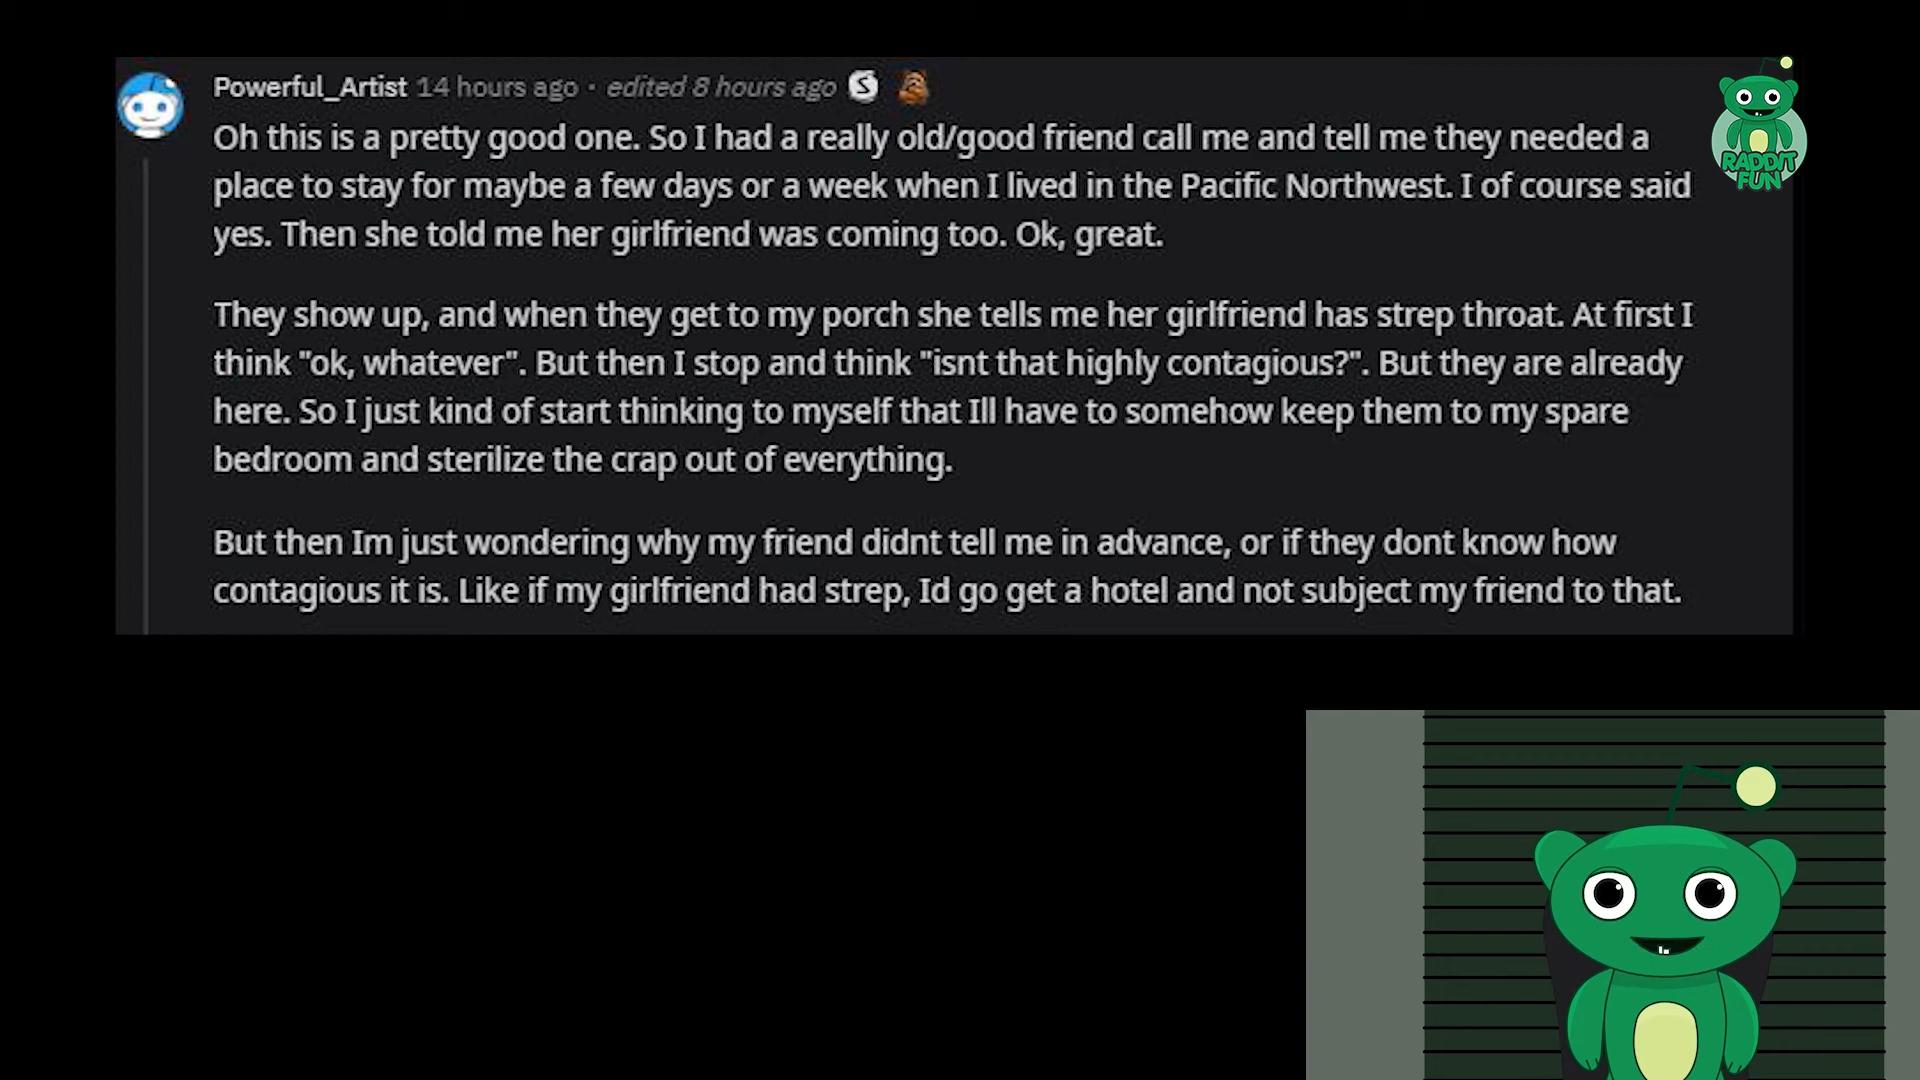 Powerful_Artist 14 hours ago · edited 8 hours ago
Oh this is a pretty good one. So I had a really old/good friend call me and tell me they needed a
place to stay for maybe a few days or a week when I lived in the Pacific Northwest. I of course said
yes. Then she told me her girlfriend was coming too. Ok, great.
They show up, and when they get to my porch she tells me her girlfriend has strep throat. At first I
think "ok, whatever". But then I stop and think "isnt that highly contagious?". But they are already
here. So I just kind of start thinking to myself that Ill have to somehow keep them to my spare
bedroom and sterilize the crap out of everything.
But then Im just wondering why my friend didnt tell me in advance, or if they dont know how
contagious it is. Like if my girlfriend had strep, Id go get a hotel and not subject my friend to that.
RADDIT
FUN